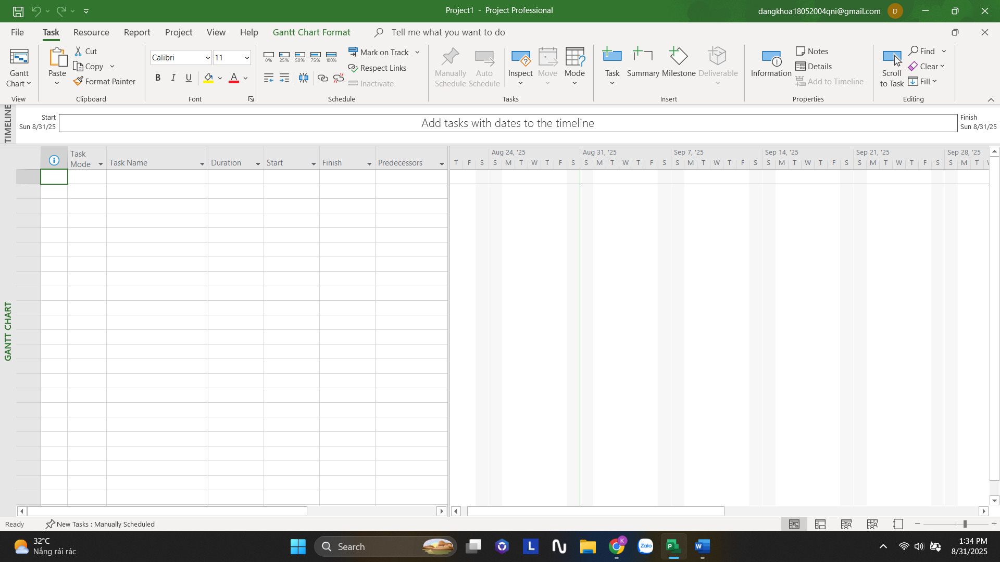 Project1 - Project Professional
dangkhoa18052004qni@gmail.com
D
File Task Resource Report Project View Help Gantt Chart Format Tell me what you want to do
Gantt
Chart
View
Paste
Cut
Copy
Format Painter
Clipboard
Calibri 11
B I U A
Font
0% 25% 50% 75% 100%
Mark on Track
Respect Links
Inactivate
Schedule
Manually
Schedule
Auto
Schedule
Inspect
Move
Mode
Tasks
Task
Summary
Milestone
Deliverable
Insert
Information
Notes
Details
Add to Timeline
Properties
Scroll
to Task
Find
Clear
Fill
Editing
TIMELINE
Start
Sun 8/31/25
Add tasks with dates to the timeline
Finish
Sun 8/31/25
Task
Mode
Task Name
Duration
Start
Finish
Predecessors
Aug 24, '25 Aug 31, '25 Sep 7, '25 Sep 14, '25 Sep 21, '25 Sep 28, '25
T F S S M T W T F S S M T W T F S S M T W T F S S M T W T F S S M T W T F S S M T
GANTT CHART
Ready
New Tasks : Manually Scheduled
32°C
Nắng rải rác
Search
L
Zalo
K
P
W
1:34 PM
8/31/2025